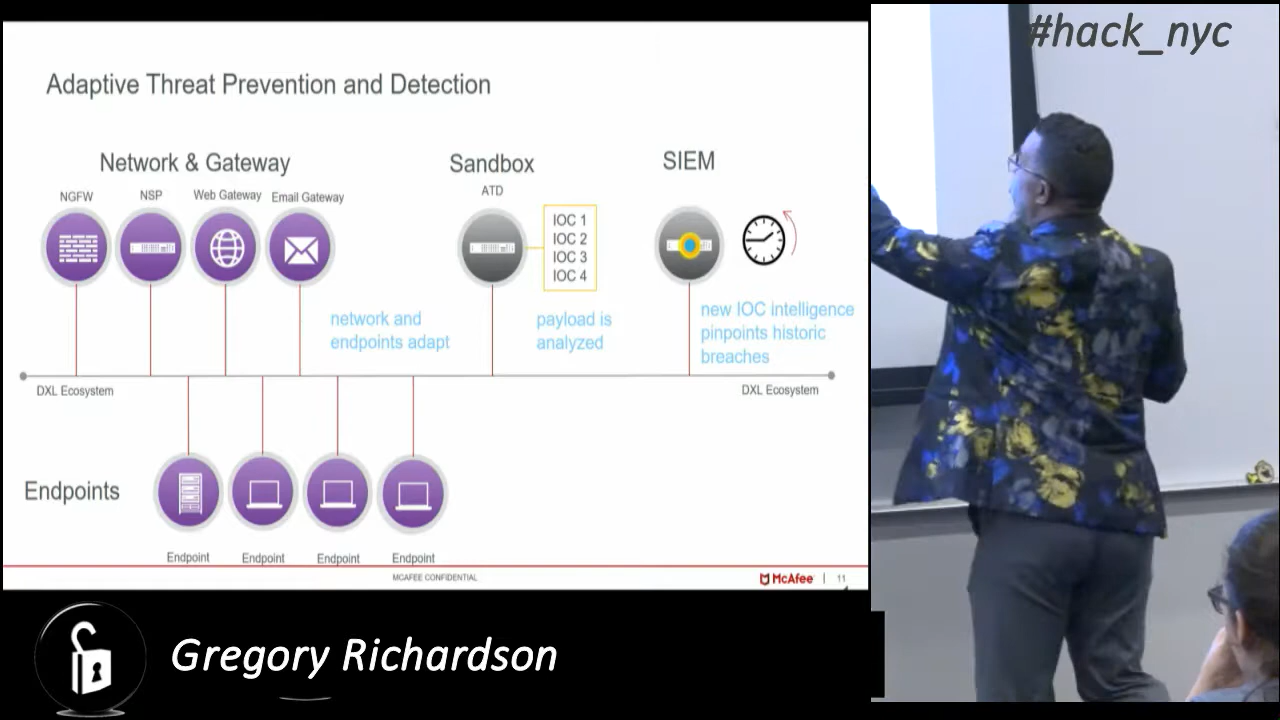 #hack_nyc
Adaptive Threat Prevention and Detection
Network & Gateway
Sandbox
SIEM
NGFW
NSP
Web Gateway
Email Gateway
ATD
IOC 1
IOC 2
IOC 3
IOC 4
network and
endpoints adapt
payload is
analyzed
new IOC intelligence
pinpoints historic
breaches
DXL Ecosystem
DXL Ecosystem
Endpoints
Endpoint
Endpoint
Endpoint
Endpoint
MCAFEE CONFIDENTIAL
McAfee
11
Gregory Richardson